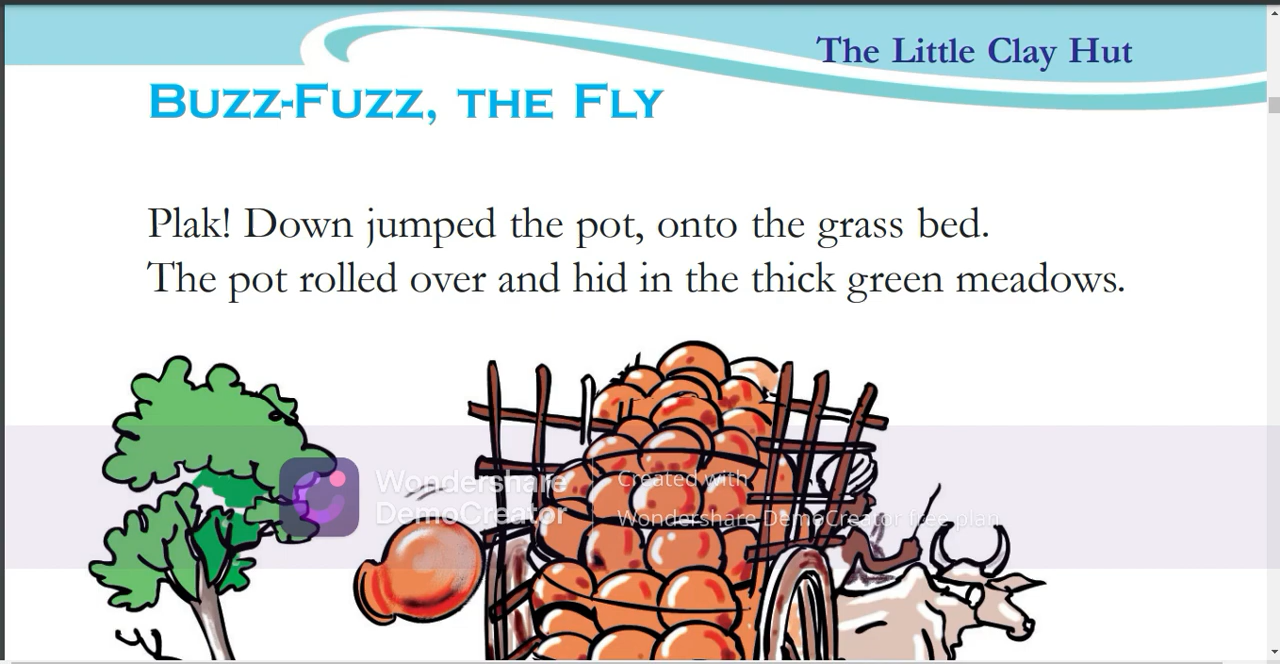 The Little Clay Hut
BUZZ-FUZZ, THE FLY
Plak! Down jumped the pot, onto the grass bed.
The pot rolled over and hid in the thick green meadows.
Wondershare
DemoCreator
Created with
Wondershare DemoCreator free plan